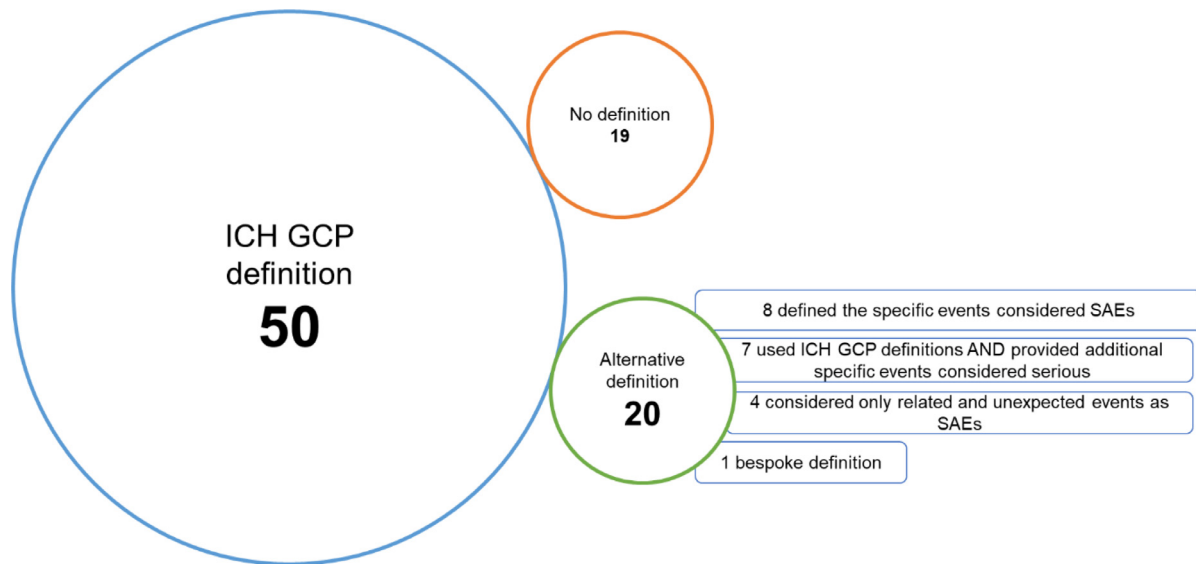 ICH GCP
definition
50
No definition
19
Alternative
definition
20
8 defined the specific events considered SAEs
7 used ICH GCP definitions AND provided additional
specific events considered serious
4 considered only related and unexpected events as
SAEs
1 bespoke definition